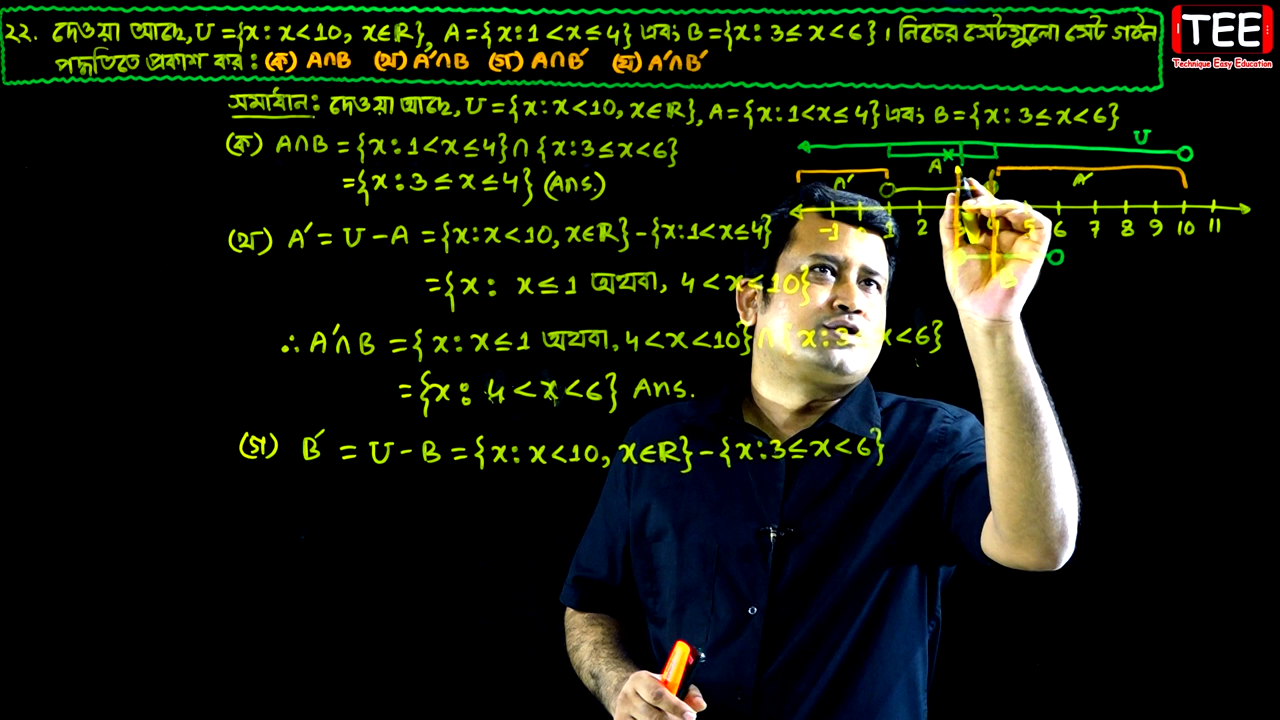 ২২. দেওয়া আছে, U = {x : x < 10, x ∈ ℝ}, A = {x : 1 < x ≤ 4} এবং B = {x : 3 ≤ x < 6} । নিচের সেটগুলো সেট গঠন
পদ্ধতিতে প্রকাশ কর : (ক) A∩B (খ) A′∩B (গ) A∩B′ (ঘ) A′∩B′
TEE
Technique Easy Education
সমাধান : দেওয়া আছে, U = {x : x < 10, x ∈ ℝ}, A = {x : 1 < x ≤ 4} এবং B = {x : 3 ≤ x < 6}
(ক) A∩B = {x : 1 < x ≤ 4} ∩ {x : 3 ≤ x < 6}
= {x : 3 ≤ x ≤ 4} (Ans.)
U
A
A′ A′
-1 0 1 2 3 4 5 6 7 8 9 10 11
B
(খ) A′ = U - A = {x : x < 10, x ∈ ℝ} - {x : 1 < x ≤ 4}
= {x : x ≤ 1 অথবা, 4 < x < 10}
∴ A′∩B = {x : x ≤ 1 অথবা, 4 < x < 10} ∩ {x : 3 ≤ x < 6}
= {x : 4 < x < 6} Ans.
(গ) B′ = U - B = {x : x < 10, x ∈ ℝ} - {x : 3 ≤ x < 6}